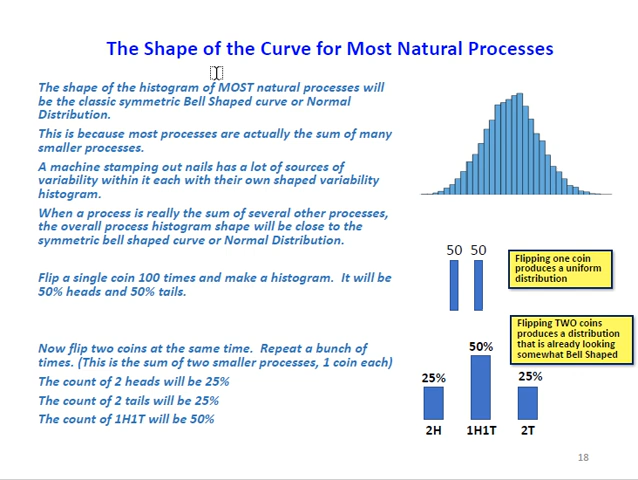 The Shape of the Curve for Most Natural Processes
The shape of the histogram of MOST natural processes will
be the classic symmetric Bell Shaped curve or Normal
Distribution.
This is because most processes are actually the sum of many
smaller processes.
A machine stamping out nails has a lot of sources of
variability within it each with their own shaped variability
histogram.
When a process is really the sum of several other processes,
the overall process histogram shape will be close to the
symmetric bell shaped curve or Normal Distribution.
Flip a single coin 100 times and make a histogram.  It will be
50% heads and 50% tails.
50 50
Flipping one coin
produces a uniform
distribution
Now flip two coins at the same time.  Repeat a bunch of
times. (This is the sum of two smaller processes, 1 coin each)
The count of 2 heads will be 25%
The count of 2 tails will be 25%
The count of 1H1T will be 50%
Flipping TWO coins
produces a distribution
that is already looking
somewhat Bell Shaped
50%
25%
25%
2H 1H1T 2T
18